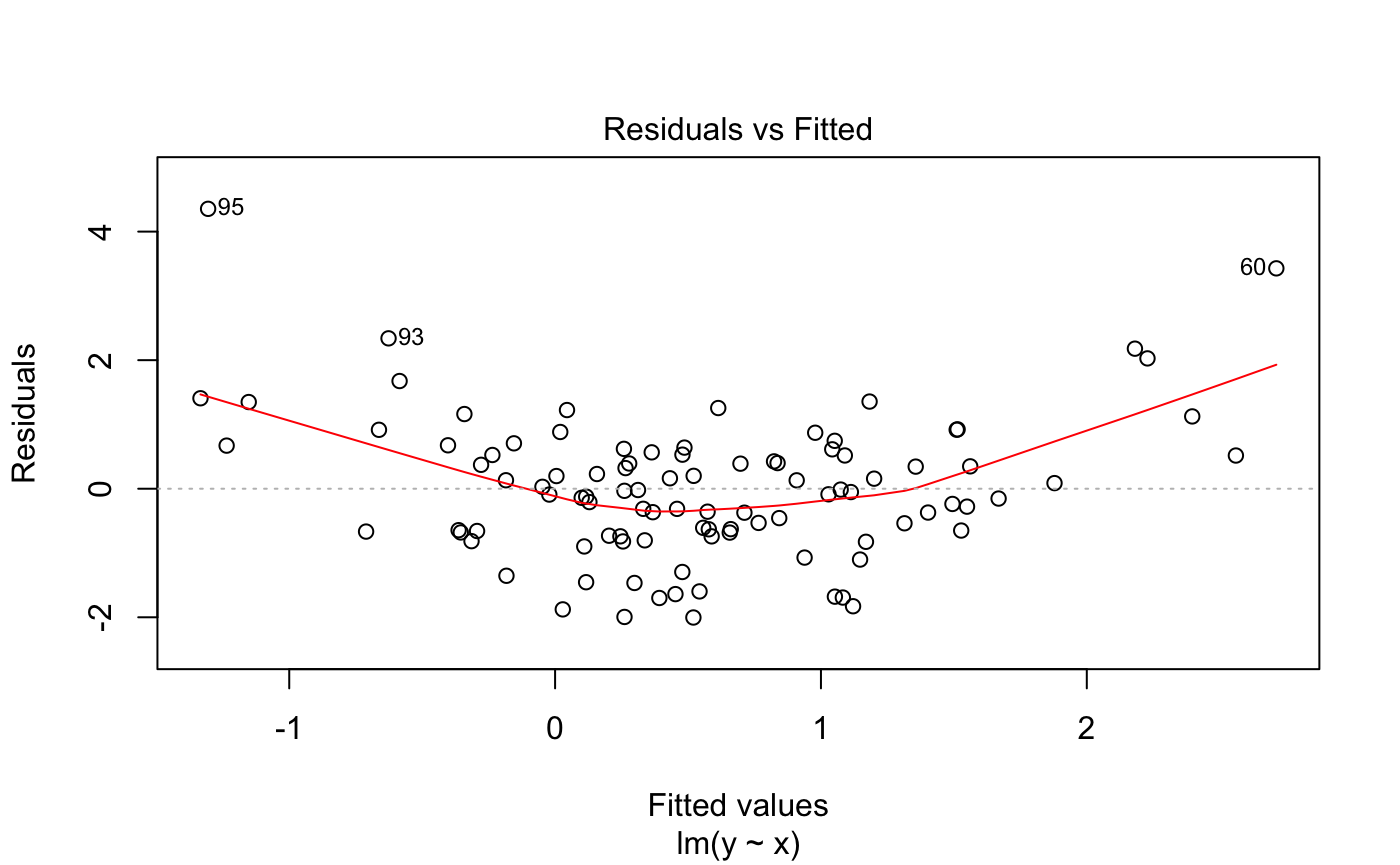 Residuals vs Fitted
Residuals
4
2
0
-2
95
93
60
-1
0
1
2
Fitted values
lm(y ~ x)